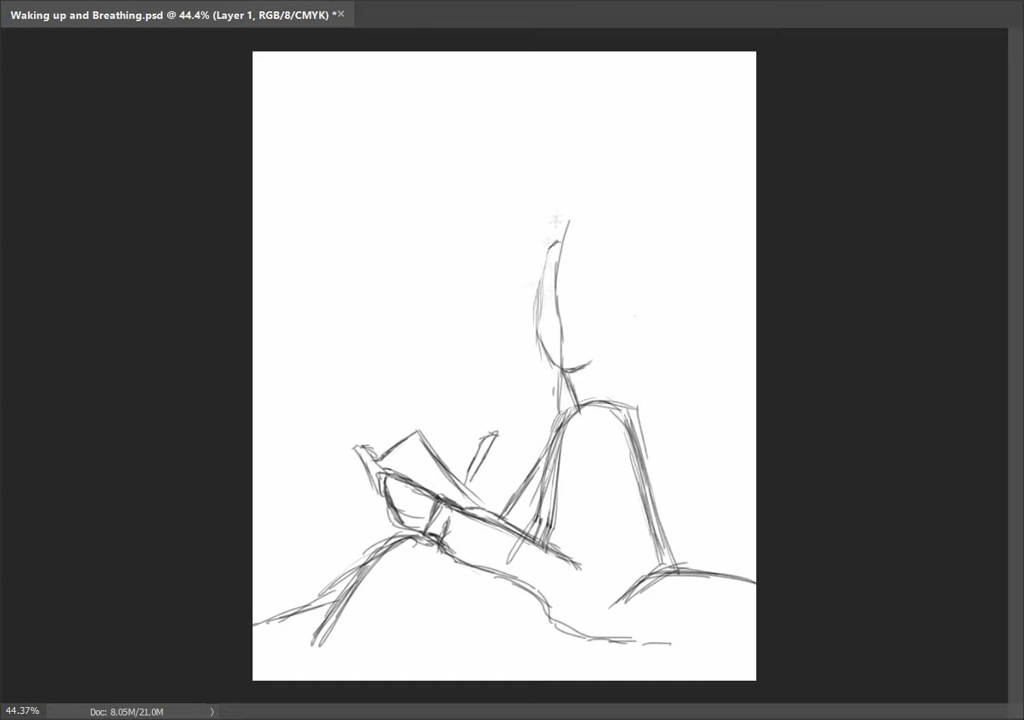 Waking up and Breathing.psd @ 44.4% (Layer 1, RGB/8/CMYK) *
44.37%
Doc: 8.05M/21.0M